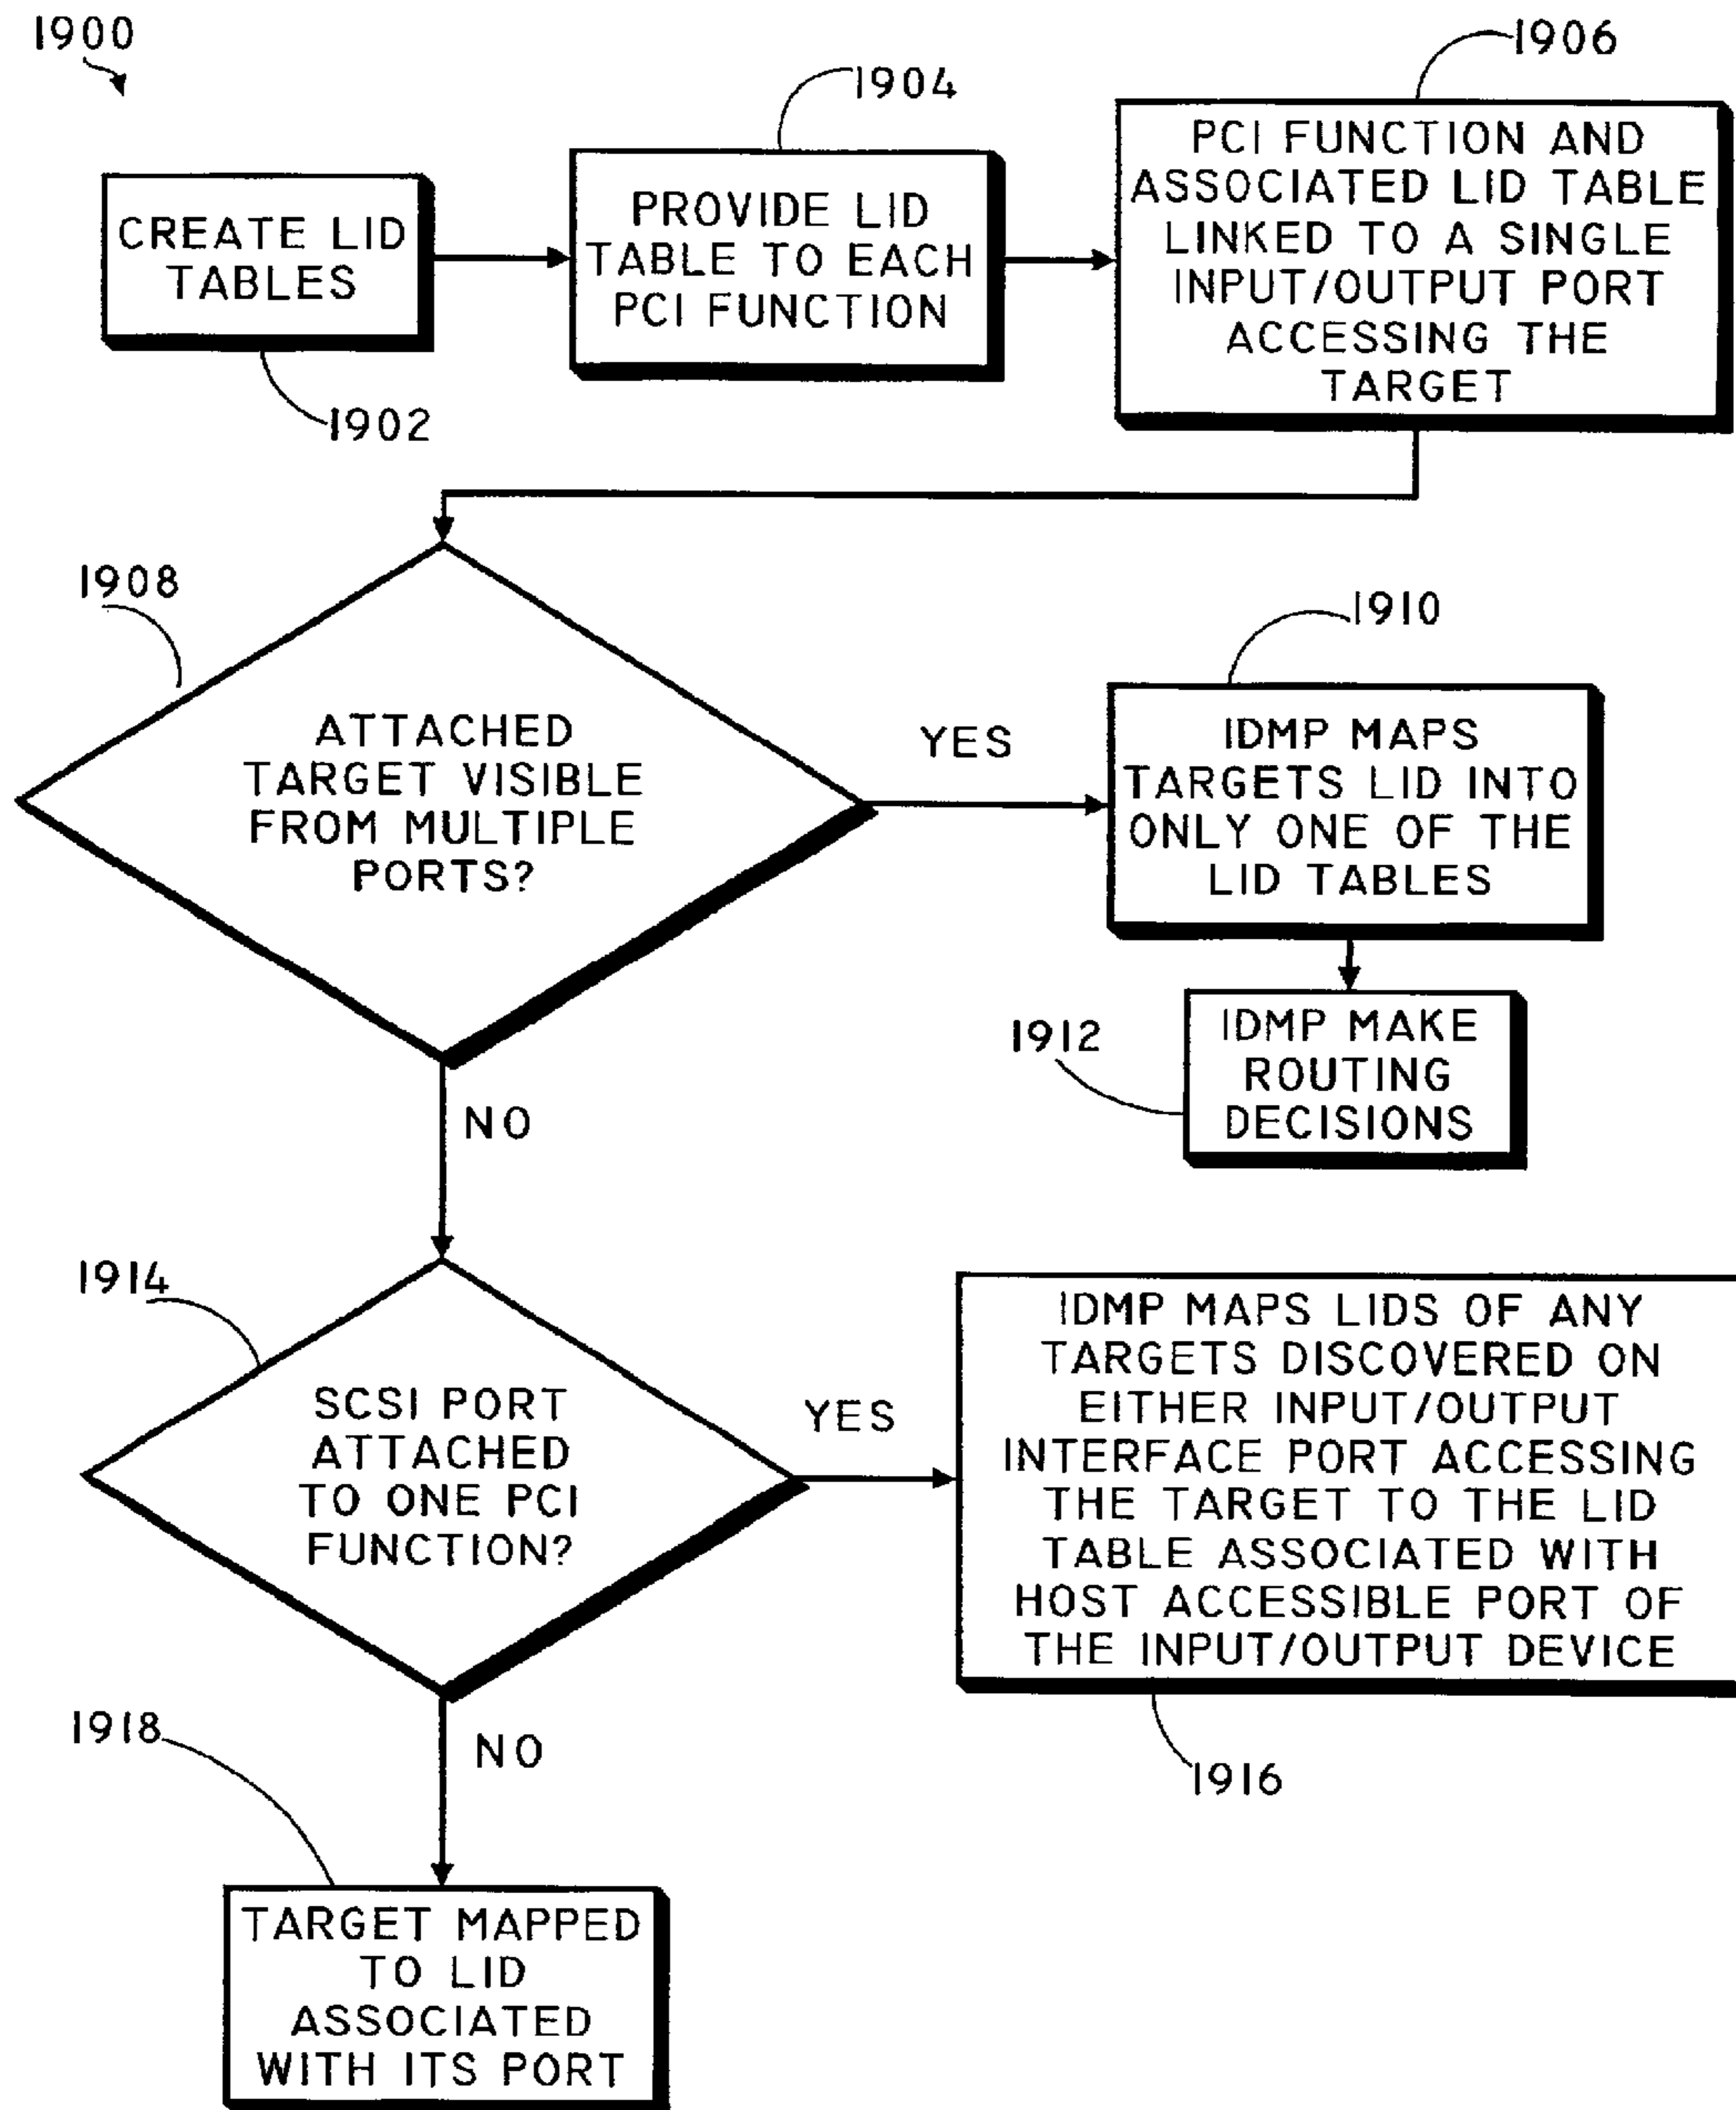 1900
1904
1906
CREATE LID
TABLES
1902
PROVIDE LID
TABLE TO EACH
PCI FUNCTION
PCI FUNCTION AND
ASSOCIATED LID TABLE
LINKED TO A SINGLE
INPUT/OUTPUT PORT
ACCESSING THE
TARGET
1908
ATTACHED
TARGET VISIBLE
FROM MULTIPLE
PORTS?
YES
1910
IDMP MAPS
TARGETS LID INTO
ONLY ONE OF THE
LID TABLES
1912
IDMP MAKE
ROUTING
DECISIONS
NO
1914
SCSI PORT
ATTACHED
TO ONE PCI
FUNCTION?
YES
IDMP MAPS LIDS OF ANY
TARGETS DISCOVERED ON
EITHER INPUT/OUTPUT
INTERFACE PORT ACCESSING
THE TARGET TO THE LID
TABLE ASSOCIATED WITH
HOST ACCESSIBLE PORT OF
THE INPUT/OUTPUT DEVICE
1916
NO
1918
TARGET MAPPED
TO LID
ASSOCIATED
WITH ITS PORT